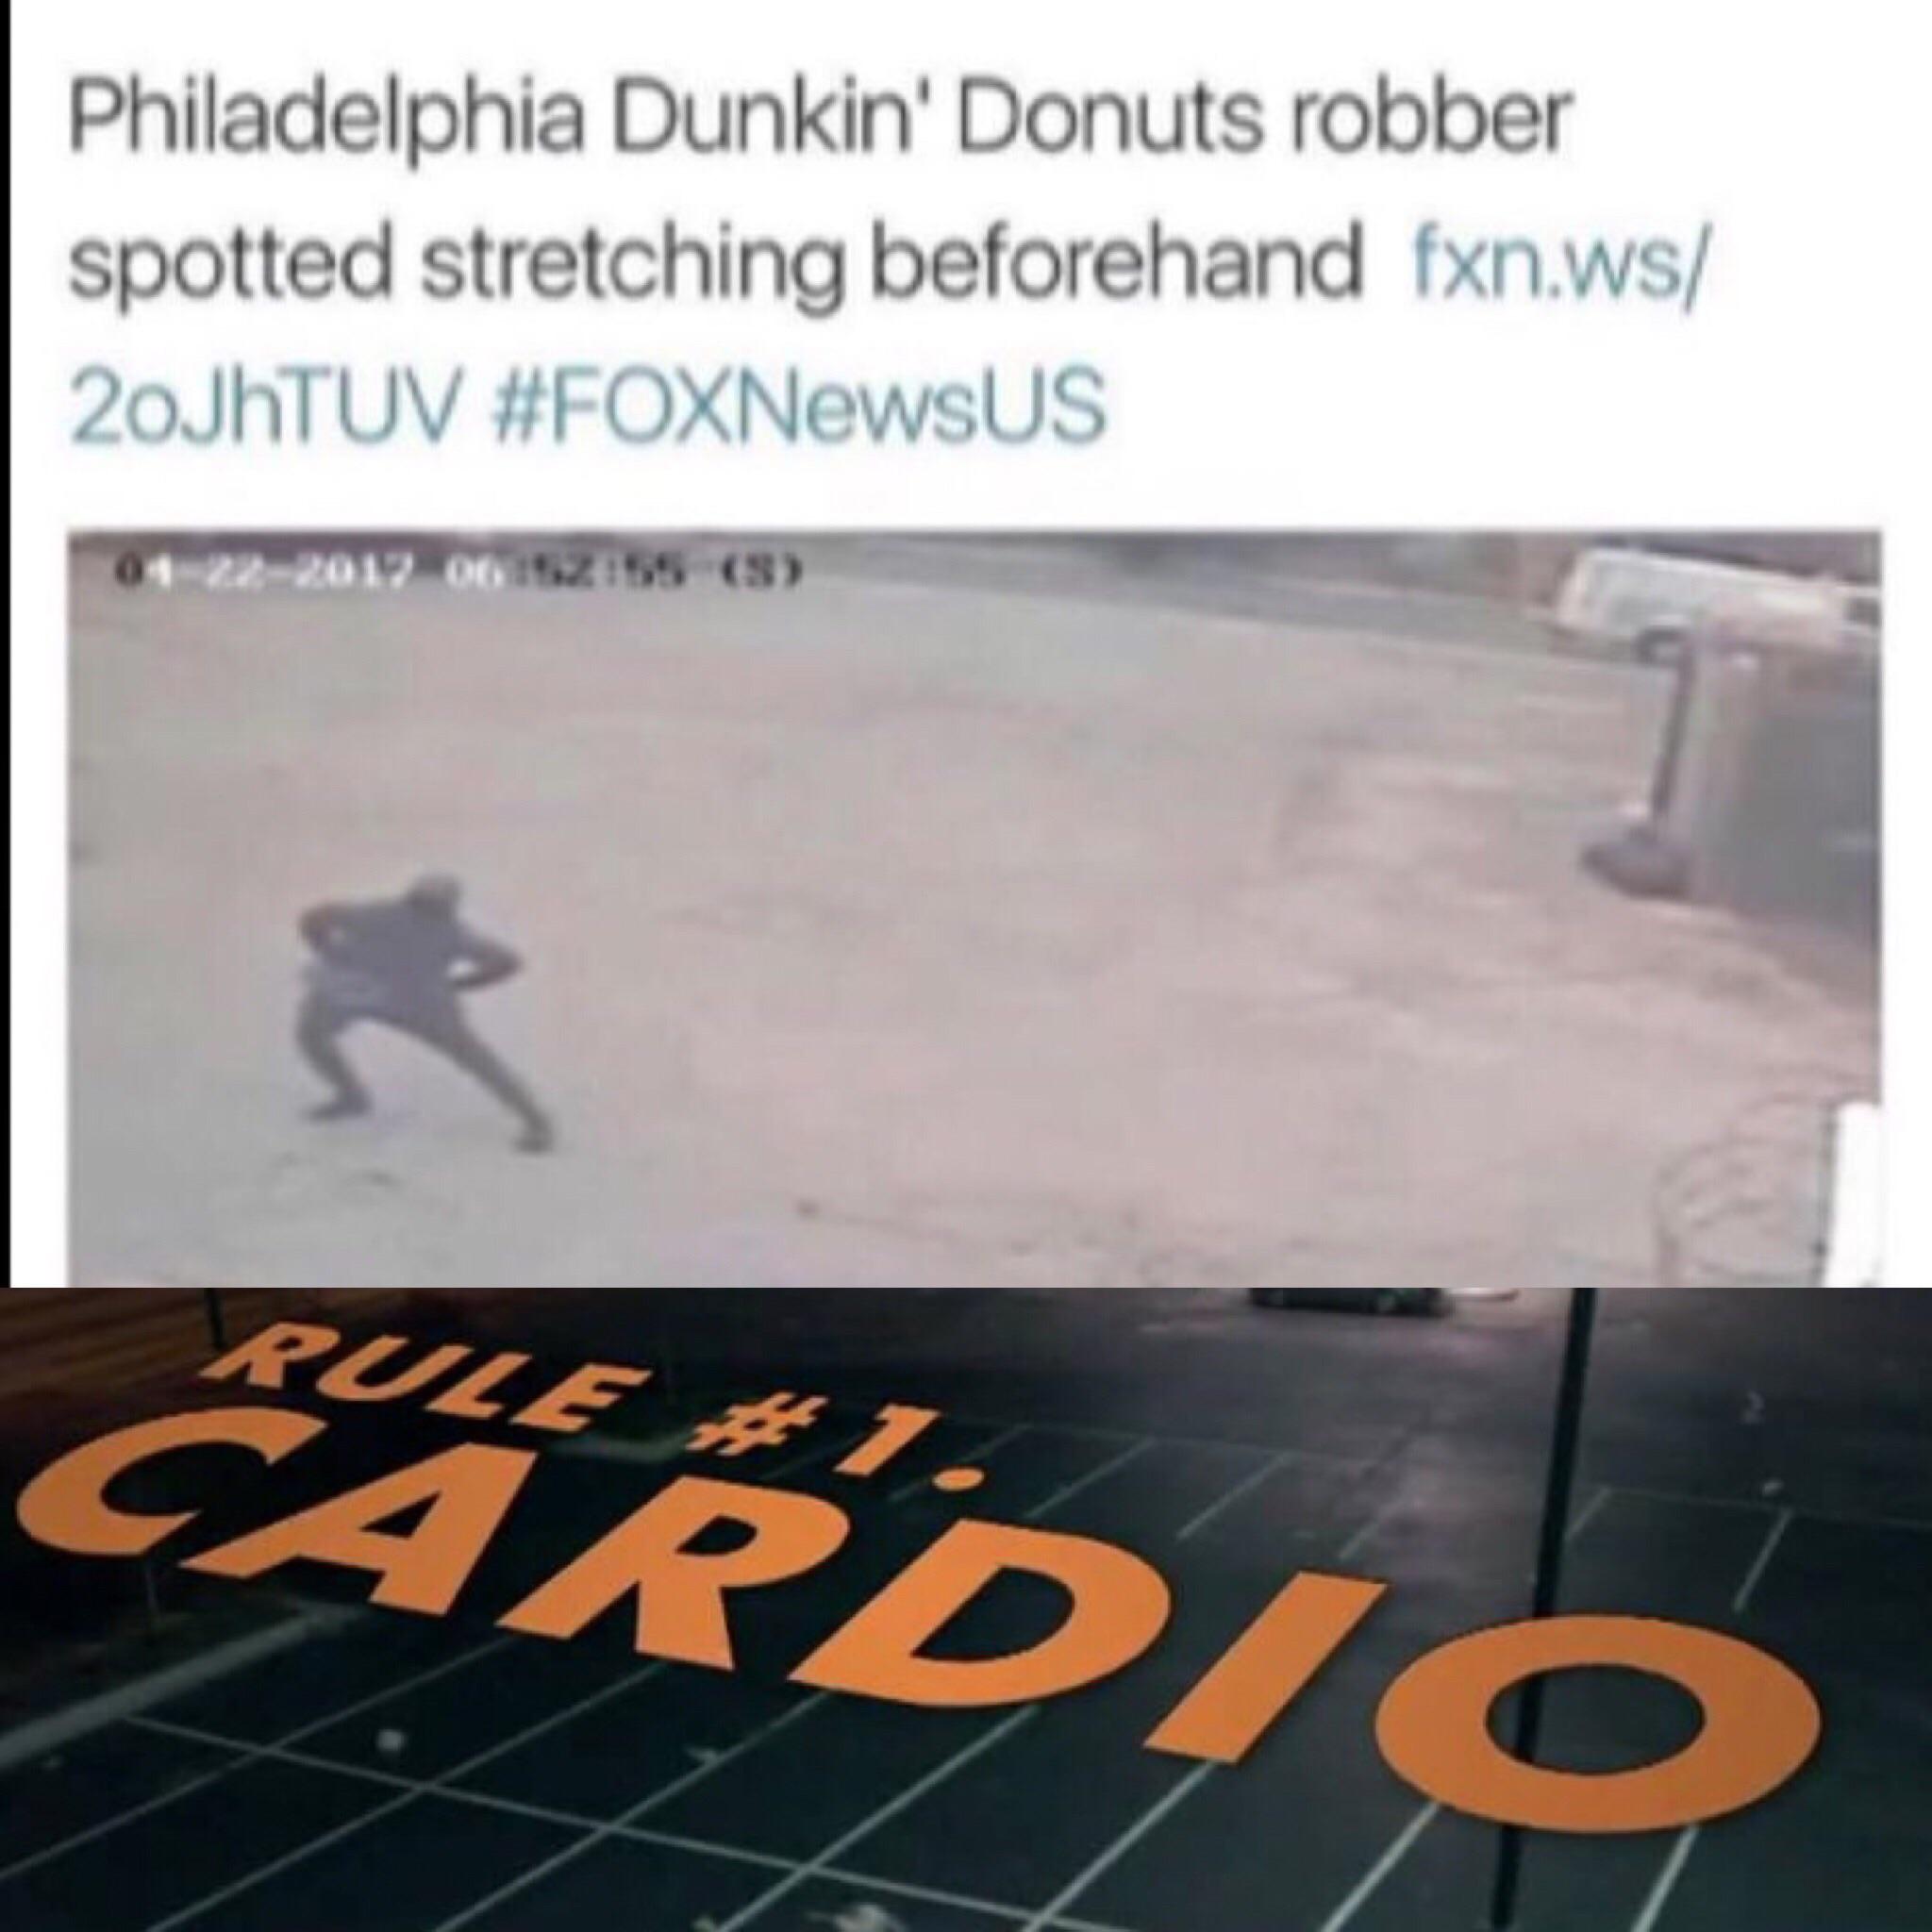 Philadelphia Dunkin' Donuts robber
spotted stretching beforehand fxn.ws/
2oJhTUV #FOXNewsUS
04-22-2017 06:52:55 (S)
RULE #1.
CARDIO